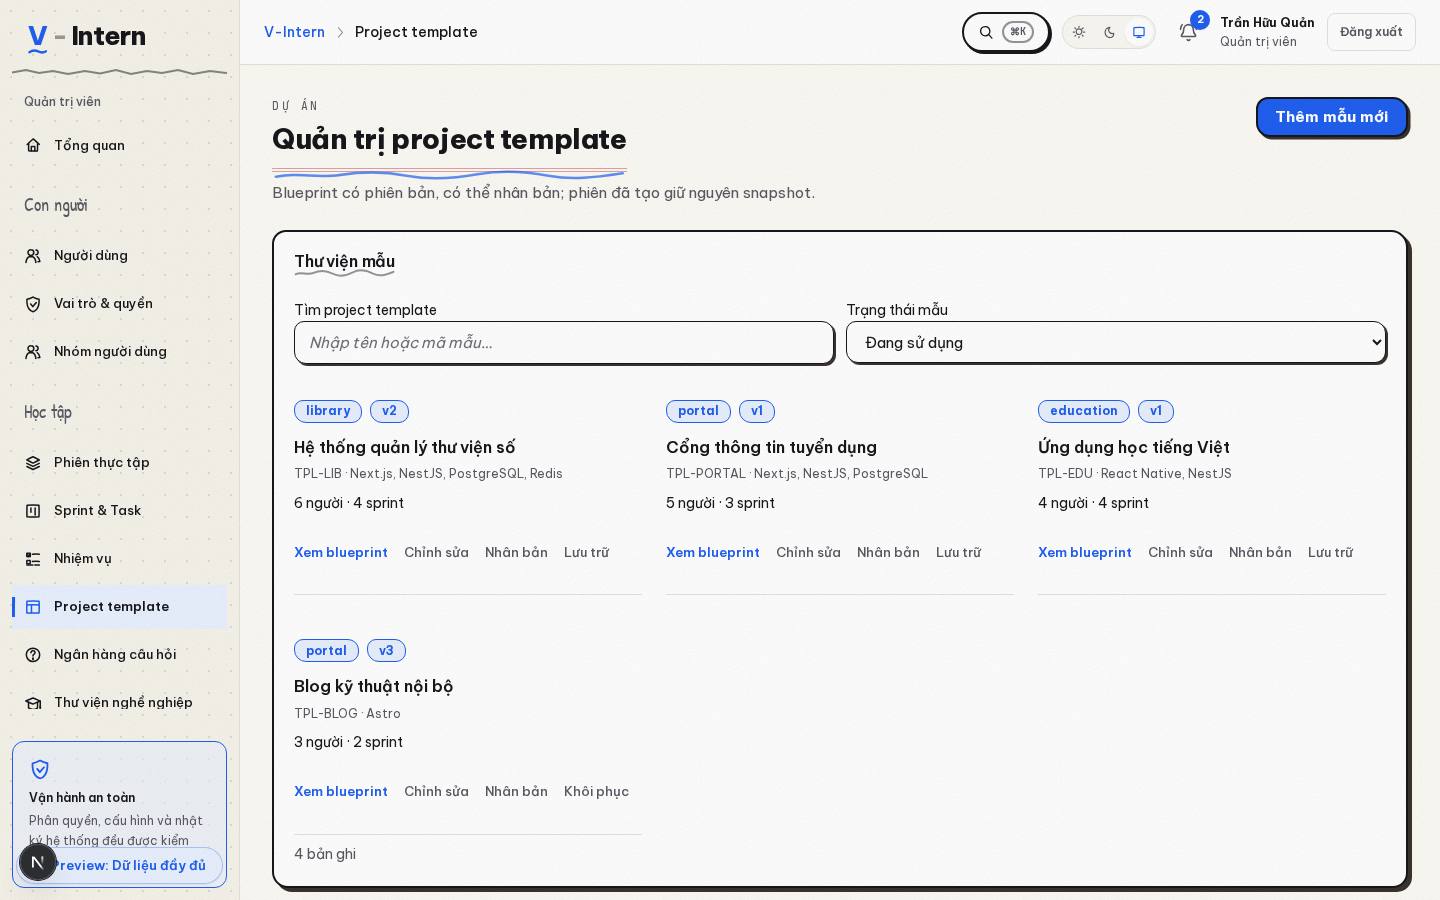 V - Intern
V-Intern > Project template
⌘K
2
Trần Hữu Quản
Quản trị viên
Đăng xuất
Quản trị viên
Tổng quan
Con người
Người dùng
Vai trò & quyền
Nhóm người dùng
Học tập
Phiên thực tập
Sprint & Task
Nhiệm vụ
Project template
Ngân hàng câu hỏi
Thư viện nghề nghiệp
Vận hành an toàn
Phân quyền, cấu hình và nhật
ký hệ thống đều được kiểm
N
review: Dữ liệu đầy đủ
DỰ ÁN
Quản trị project template
Thêm mẫu mới
Blueprint có phiên bản, có thể nhân bản; phiên đã tạo giữ nguyên snapshot.
Thư viện mẫu
Tìm project template
Trạng thái mẫu
Nhập tên hoặc mã mẫu...
Đang sử dụng
library v2
Hệ thống quản lý thư viện số
TPL-LIB · Next.js, NestJS, PostgreSQL, Redis
6 người · 4 sprint
Xem blueprint Chỉnh sửa Nhân bản Lưu trữ
portal v1
Cổng thông tin tuyển dụng
TPL-PORTAL · Next.js, NestJS, PostgreSQL
5 người · 3 sprint
Xem blueprint Chỉnh sửa Nhân bản Lưu trữ
education v1
Ứng dụng học tiếng Việt
TPL-EDU · React Native, NestJS
4 người · 4 sprint
Xem blueprint Chỉnh sửa Nhân bản Lưu trữ
portal v3
Blog kỹ thuật nội bộ
TPL-BLOG · Astro
3 người · 2 sprint
Xem blueprint Chỉnh sửa Nhân bản Khôi phục
4 bản ghi